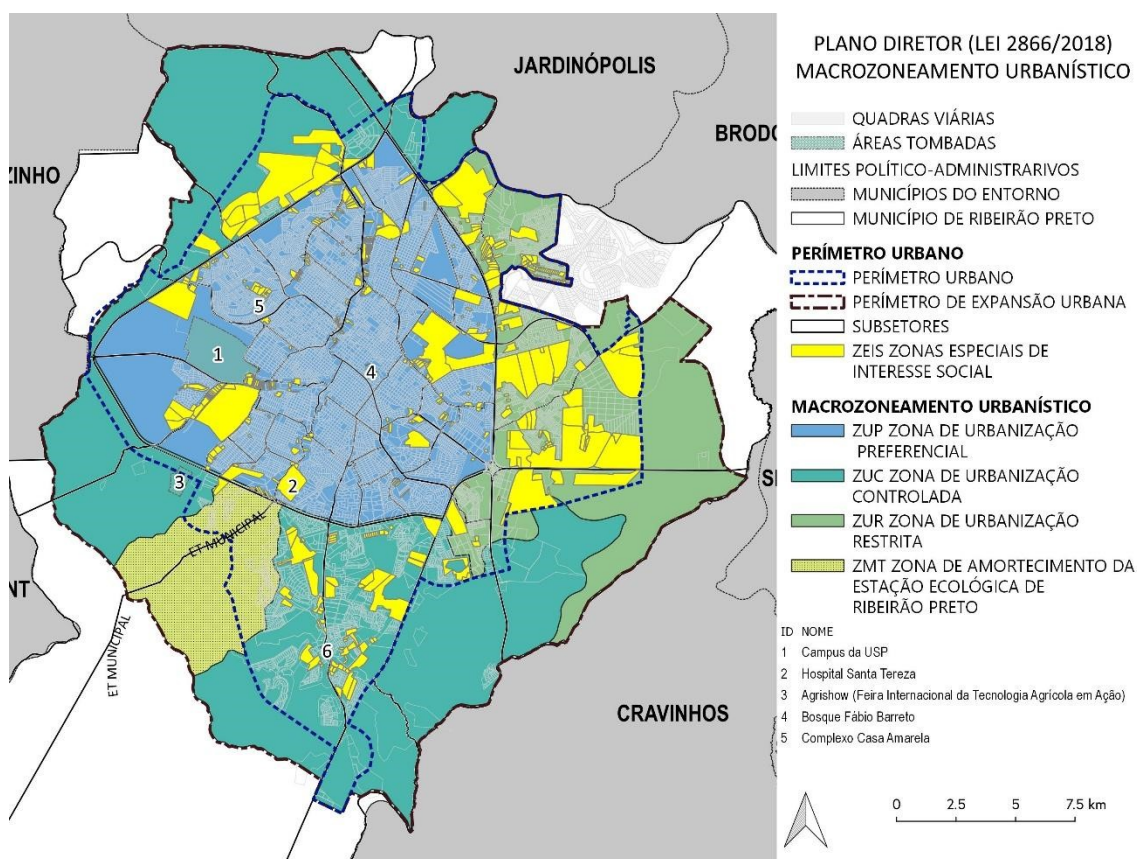 JARDINÓPOLIS
BRODO
ZINHO
1
5
4
3
2
ET MUNICIPAL
NT
ET MUNICIPAL
6
CRAVINHOS
PLANO DIRETOR (LEI 2866/2018)
MACROZONEAMENTO URBANÍSTICO
QUADRAS VIÁRIAS
ÁREAS TOMBADAS
LIMITES POLÍTICO-ADMINISTRARIVOS
MUNICÍPIOS DO ENTORNO
MUNICÍPIO DE RIBEIRÃO PRETO
PERÍMETRO URBANO
PERÍMETRO URBANO
PERÍMETRO DE EXPANSÃO URBANA
SUBSETORES
ZEIS ZONAS ESPECIAIS DE
INTERESSE SOCIAL
MACROZONEAMENTO URBANÍSTICO
ZUP ZONA DE URBANIZAÇÃO
PREFERENCIAL
ZUC ZONA DE URBANIZAÇÃO
CONTROLADA
ZUR ZONA DE URBANIZAÇÃO
RESTRITA
ZMT ZONA DE AMORTECIMENTO DA
ESTAÇÃO ECOLÓGICA DE
RIBEIRÃO PRETO
ID NOME
1 Campus da USP
2 Hospital Santa Tereza
3 Agrishow (Feira Internacional da Tecnologia Agrícola em Ação)
4 Bosque Fábio Barreto
5 Complexo Casa Amarela
0 2.5 5 7.5 km